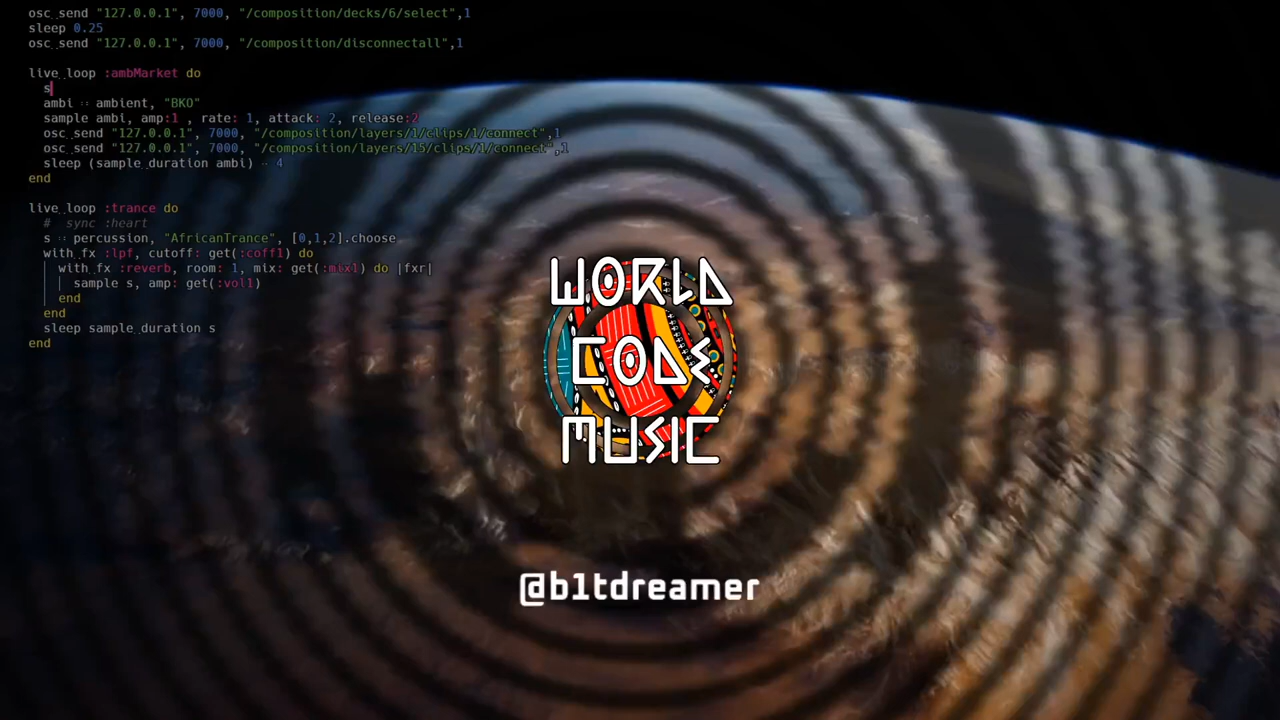 osc_send "127.0.0.1", 7000, "/composition/decks/6/select",1
sleep 0.25
osc_send "127.0.0.1", 7000, "/composition/disconnectall",1
live_loop :ambMarket do
s
ambi = ambient, "BKO"
sample ambi, amp:1 , rate: 1, attack: 2, release:2
osc_send "127.0.0.1", 7000, "/composition/layers/1/clips/1/connect",1
osc_send "127.0.0.1", 7000, "/composition/layers/15/clips/1/connect",1
sleep (sample_duration ambi) - 4
end
live_loop :trance do
# sync :heart
s = percussion, "AfricanTrance", [0,1,2].choose
with_fx :lpf, cutoff: get(:coff1) do
with_fx :reverb, room: 1, mix: get(:mix1) do |fxr|
sample s, amp: get(:vol1)
end
end
sleep sample_duration s
end
WORLD
CODE
MUSIC
@b1tdreamer